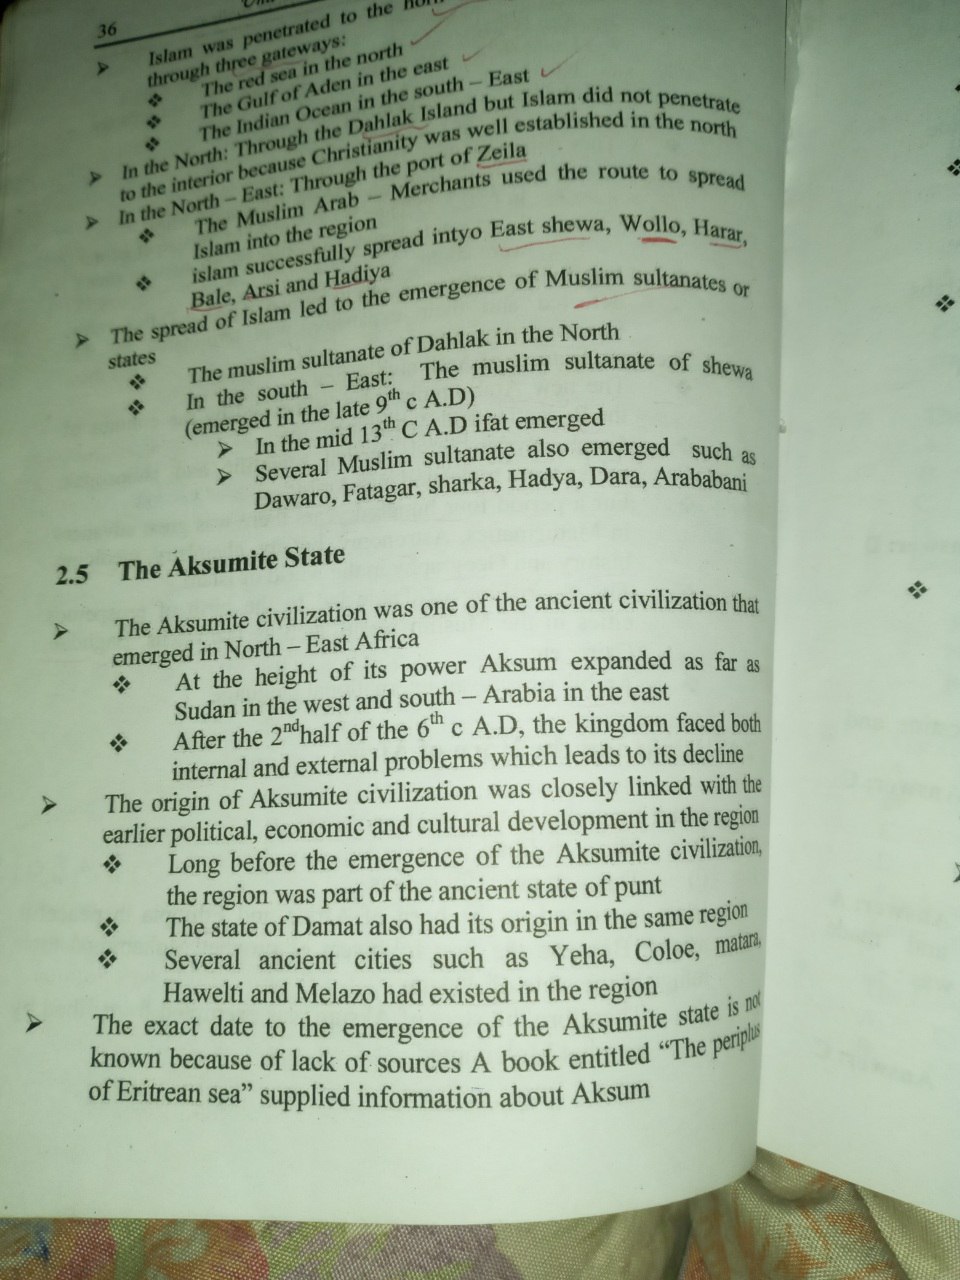 36
➢ Islam was penetrated to the
through three gateways:
❖ The red sea in the north
❖ The Gulf of Aden in the east
❖ The Indian Ocean in the south – East
➢ In the North: Through the Dahlak Island but Islam did not penetrate
to the interior because Christianity was well established in the north
➢ In the North – East: Through the port of Zeila
❖ The Muslim Arab – Merchants used the route to spread
Islam into the region
❖ islam successfully spread intyo East shewa, Wollo, Harar,
Bale, Arsi and Hadiya
➢ The spread of Islam led to the emergence of Muslim sultanates or
states
❖ The muslim sultanate of Dahlak in the North
❖ In the south – East: The muslim sultanate of shewa
(emerged in the late 9th c A.D)
➢ In the mid 13th C A.D ifat emerged
➢ Several Muslim sultanate also emerged such as
Dawaro, Fatagar, sharka, Hadya, Dara, Arababani
2.5 The Aksumite State
➢ The Aksumite civilization was one of the ancient civilization that
emerged in North – East Africa
❖ At the height of its power Aksum expanded as far as
Sudan in the west and south – Arabia in the east
❖ After the 2nd half of the 6th c A.D, the kingdom faced both
internal and external problems which leads to its decline
➢ The origin of Aksumite civilization was closely linked with the
earlier political, economic and cultural development in the region
❖ Long before the emergence of the Aksumite civilization,
the region was part of the ancient state of punt
❖ The state of Damat also had its origin in the same region
❖ Several ancient cities such as Yeha, Coloe, matara,
Hawelti and Melazo had existed in the region
➢ The exact date to the emergence of the Aksumite state is not
known because of lack of sources A book entitled “The periplus
of Eritrean sea” supplied information about Aksum